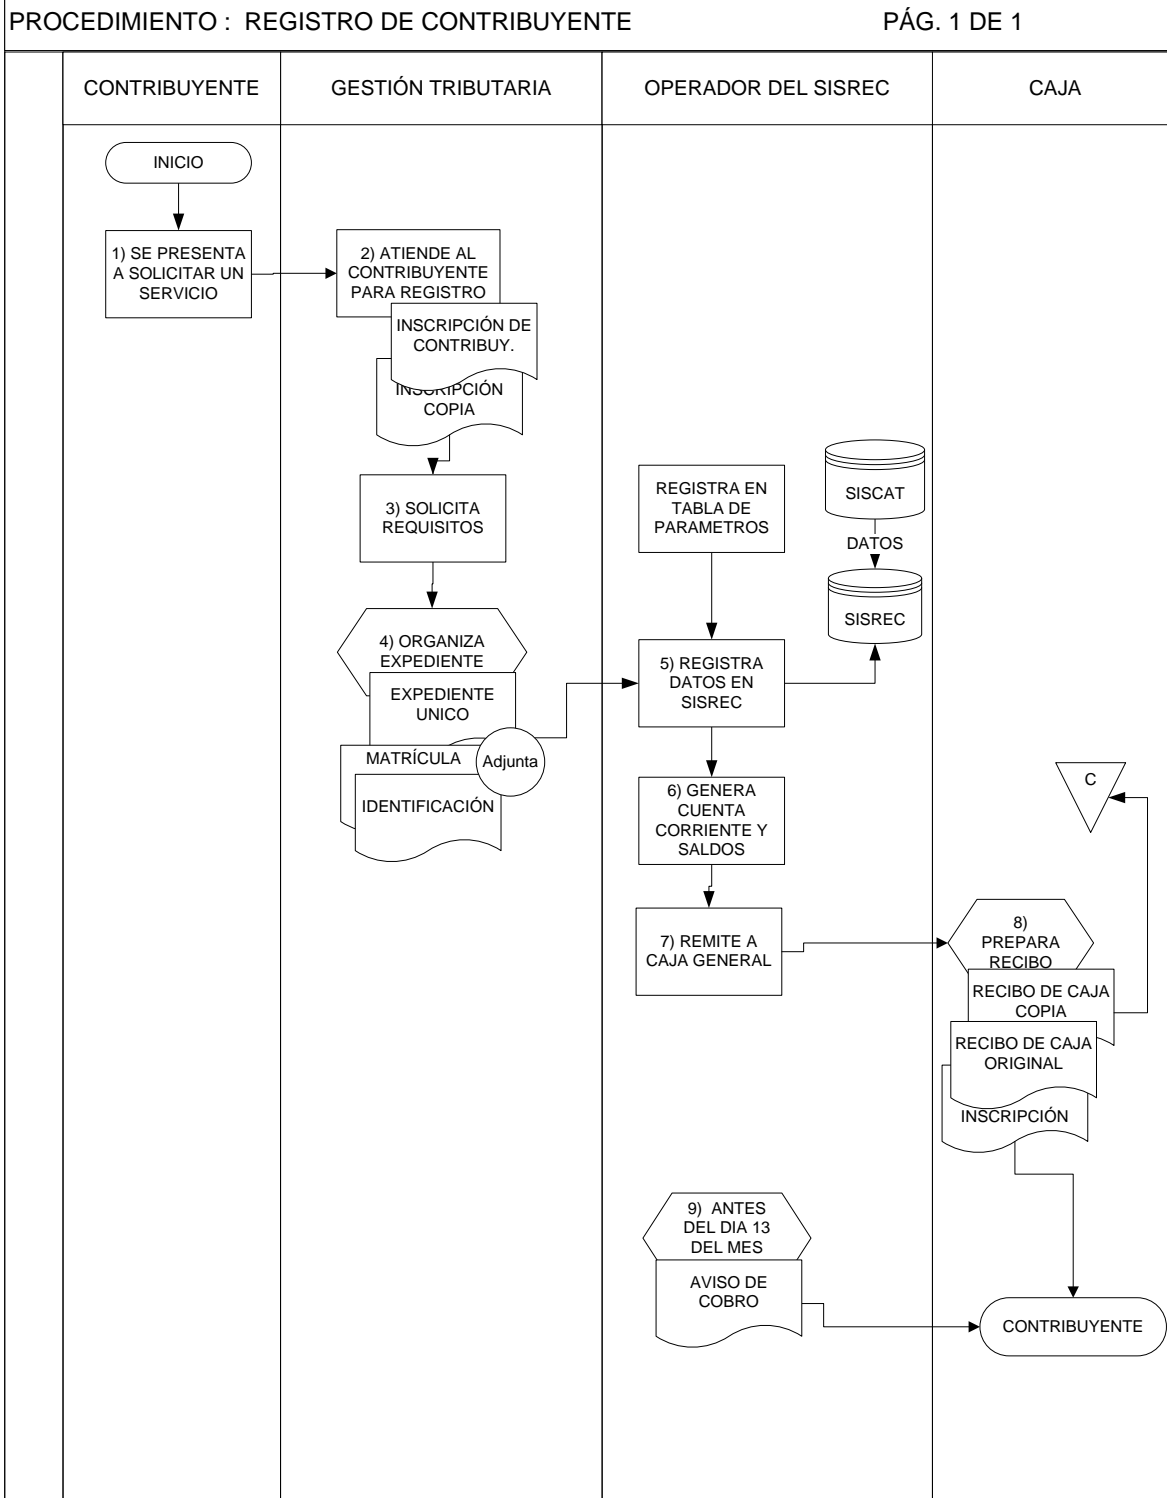 PROCEDIMIENTO : REGISTRO DE CONTRIBUYENTE
PÁG. 1 DE 1
CONTRIBUYENTE
GESTIÓN TRIBUTARIA
OPERADOR DEL SISREC
CAJA
INICIO
1) SE PRESENTA
A SOLICITAR UN
SERVICIO
2) ATIENDE AL
CONTRIBUYENTE
PARA REGISTRO
INSCRIPCIÓN DE
CONTRIBUY.
INSCRIPCIÓN
COPIA
3) SOLICITA
REQUISITOS
4) ORGANIZA
EXPEDIENTE
EXPEDIENTE
UNICO
MATRÍCULA
Adjunta
IDENTIFICACIÓN
REGISTRA EN
TABLA DE
PARAMETROS
SISCAT
DATOS
SISREC
5) REGISTRA
DATOS EN
SISREC
6) GENERA
CUENTA
CORRIENTE Y
SALDOS
7) REMITE A
CAJA GENERAL
C
8)
PREPARA
RECIBO
RECIBO DE CAJA
COPIA
RECIBO DE CAJA
ORIGINAL
INSCRIPCIÓN
9) ANTES
DEL DIA 13
DEL MES
AVISO DE
COBRO
CONTRIBUYENTE